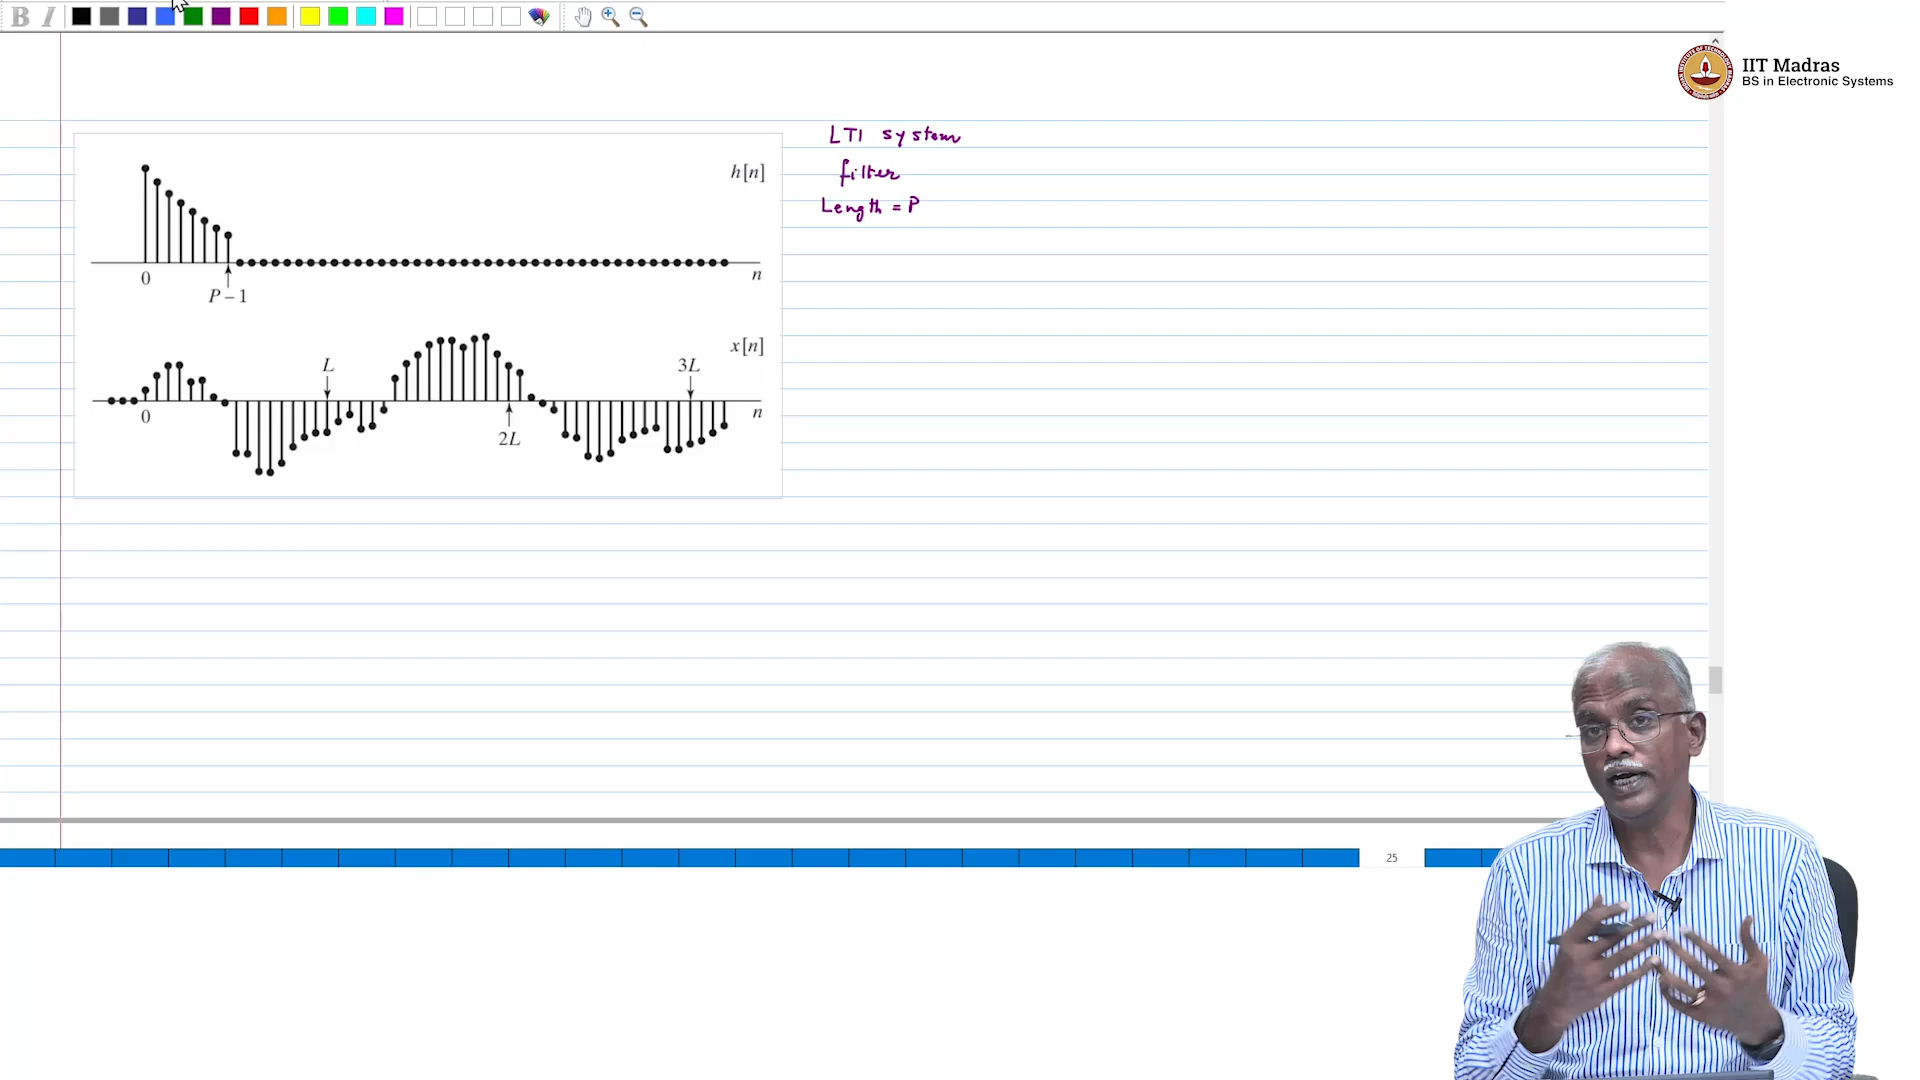 B I
IIT Madras
BS in Electronic Systems
LTI system
h[n]
filter
Length = P
0
n
P – 1
x[n]
L
3L
0
n
2L
25